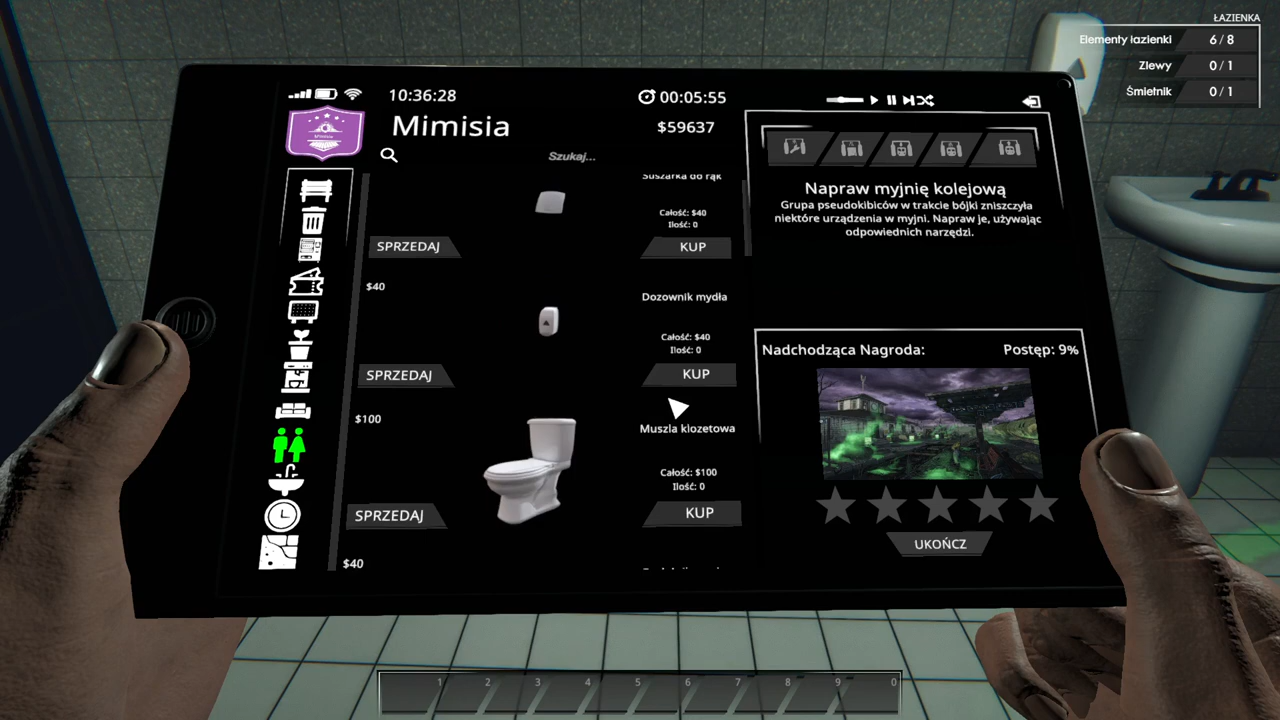 ŁAZIENKA
Elementy łazienki 6 / 8
Zlewy 0 / 1
Śmietnik 0 / 1
10:36:28
00:05:55
Mimisia
$59637
Szukaj...
Suszarka do rąk
Całość: $40
Ilość: 0
SPRZEDAJ
KUP
$40
Dozownik mydła
Całość: $40
Ilość: 0
SPRZEDAJ
KUP
$100
Muszla klozetowa
Całość: $100
Ilość: 0
SPRZEDAJ
KUP
$40
Napraw myjnię kolejową
Grupa pseudokibiców w trakcie bójki zniszczyła
niektóre urządzenia w myjni. Napraw je, używając
odpowiednich narzędzi.
Nadchodząca Nagroda:
Postęp: 9%
UKOŃCZ
1 2 3 4 5 6 7 8 9 0